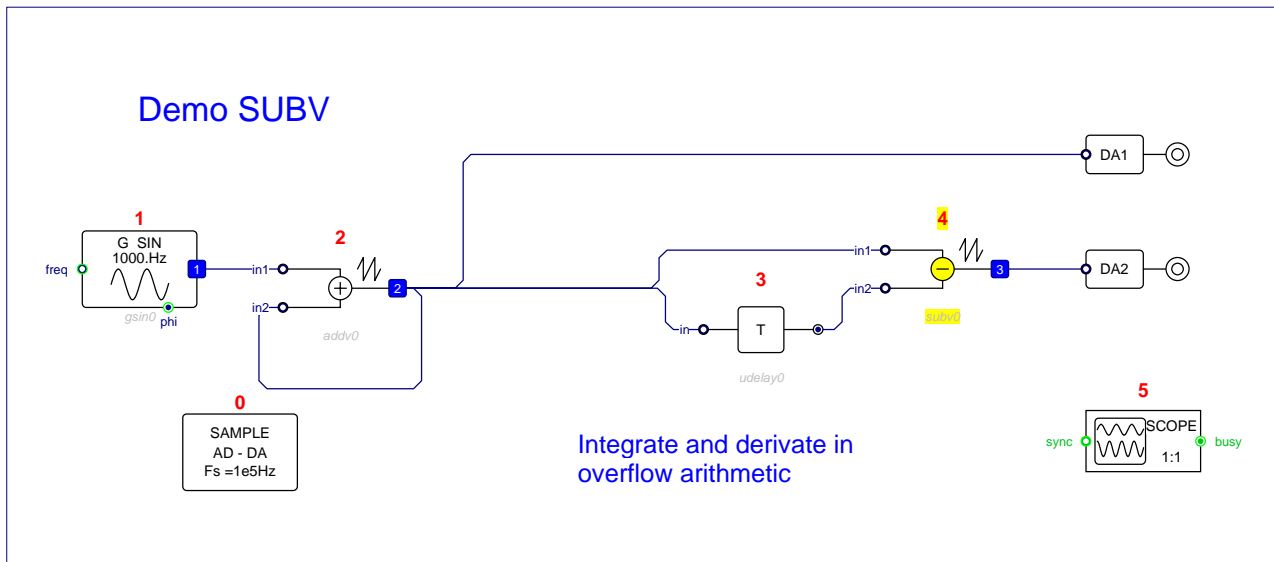 Demo SUBV
DA1
1
G SIN
1000.Hz
freq
1
phi
gsin0
2
in1
in2
2
addv0
3
in
T
udelay0
4
in1
in2
3
subv0
DA2
0
SAMPLE
AD - DA
Fs =1e5Hz
Integrate and derivate in
overflow arithmetic
5
sync
SCOPE
1:1
busy